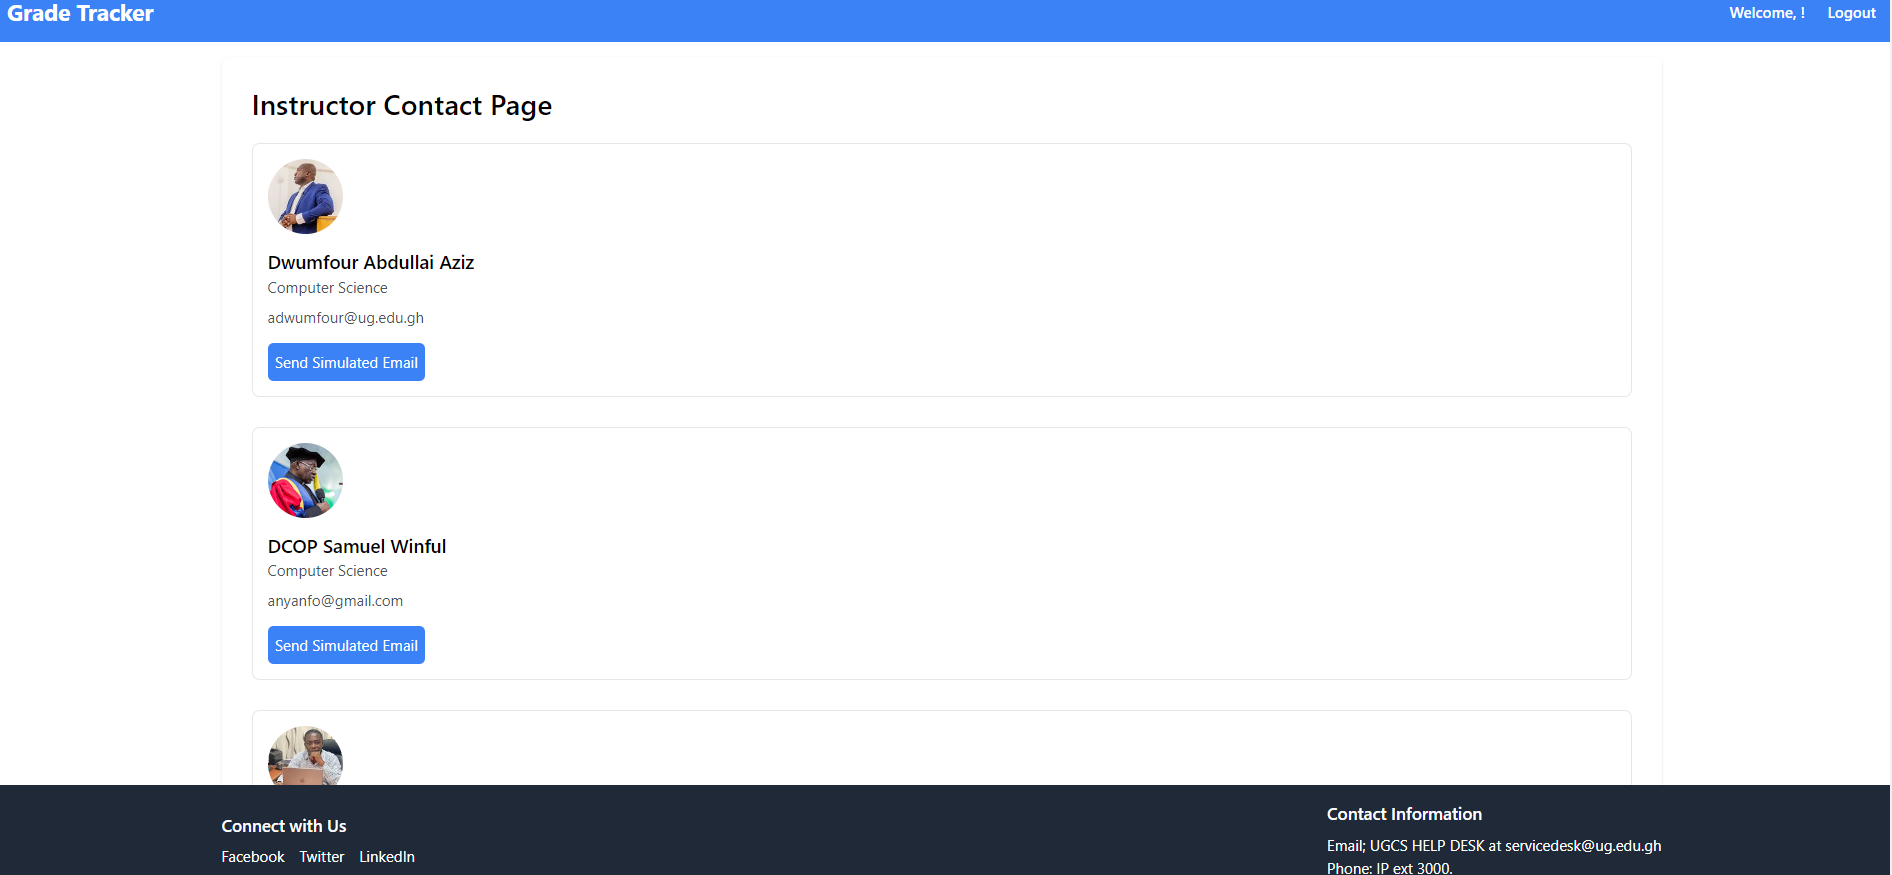 Grade Tracker
Welcome, !
Logout
Instructor Contact Page
Dwumfour Abdullai Aziz
Computer Science
adwumfour@ug.edu.gh
Send Simulated Email
DCOP Samuel Winful
Computer Science
anyanfo@gmail.com
Send Simulated Email
Connect with Us
Facebook Twitter LinkedIn
Contact Information
Email; UGCS HELP DESK at servicedesk@ug.edu.gh
Phone: IP ext 3000.